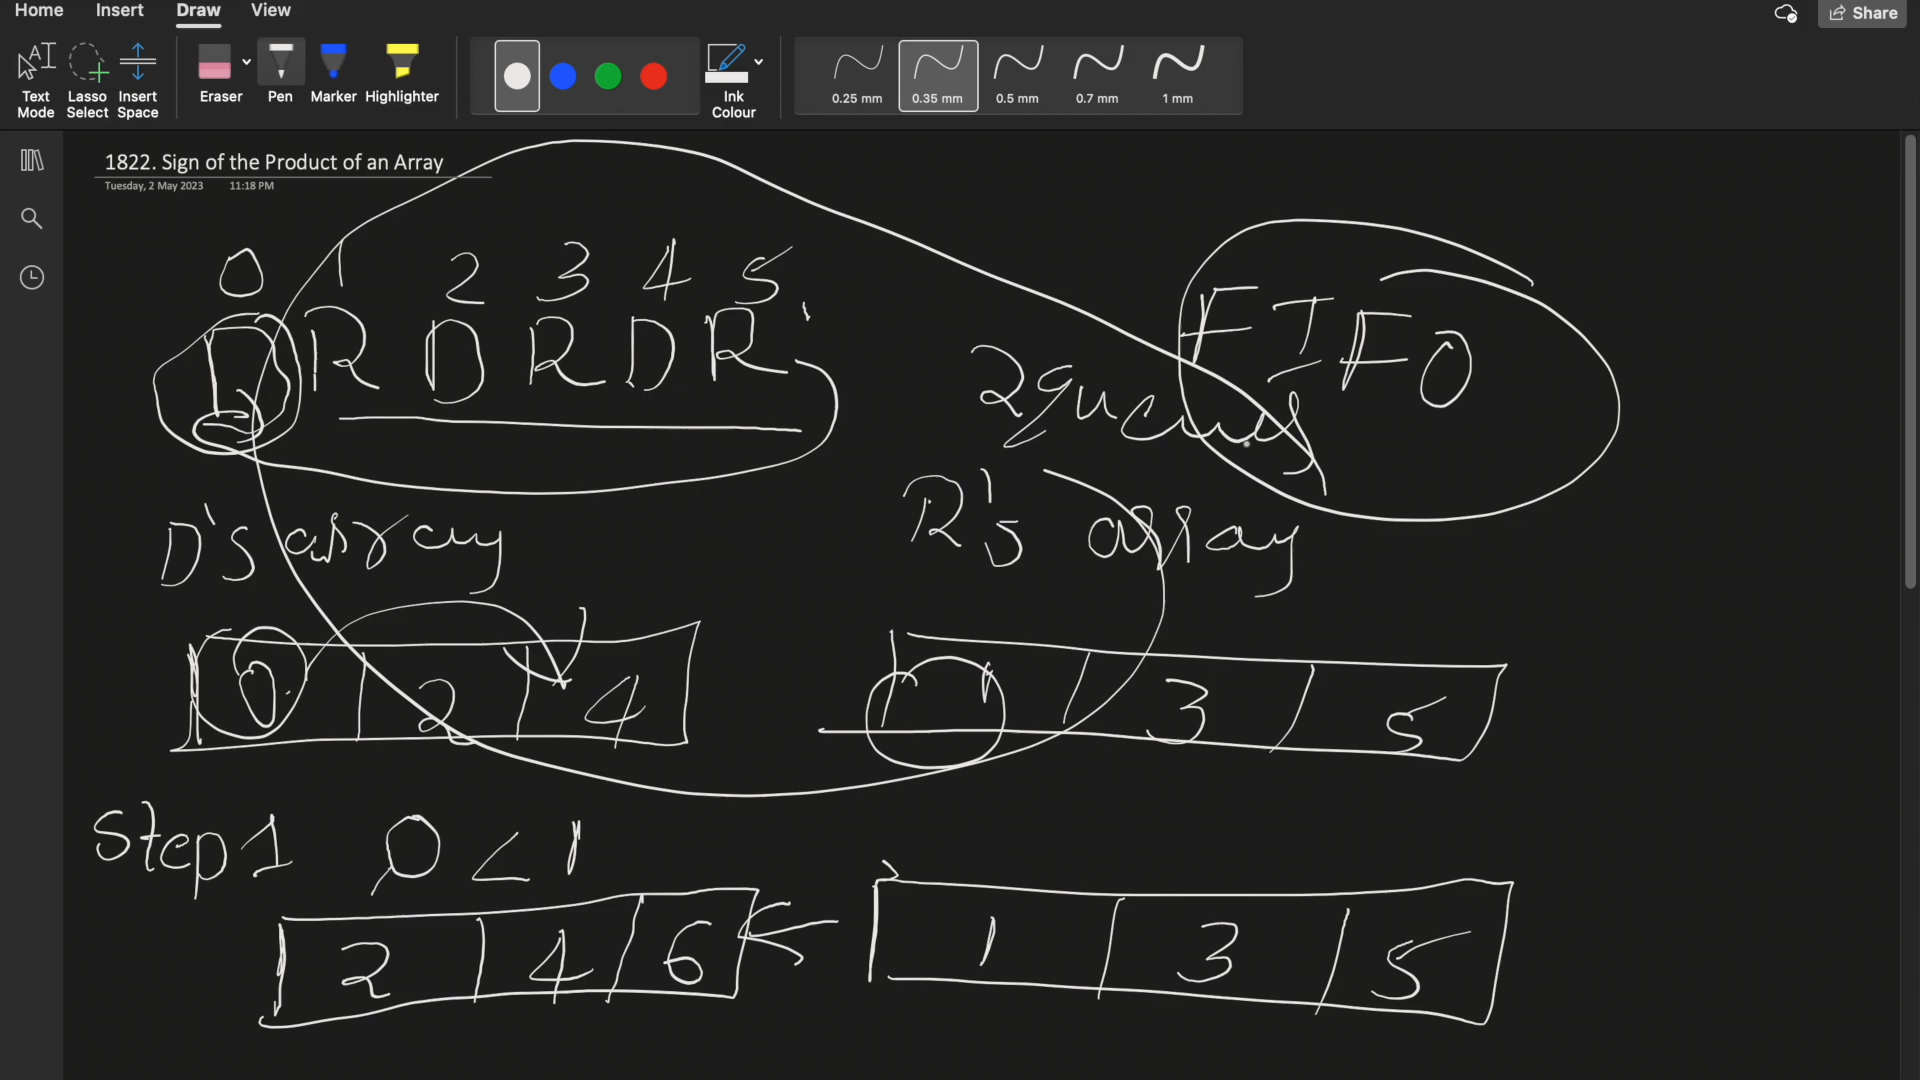 Home Insert Draw View Share
Text Mode Lasso Select Insert Space Eraser Pen Marker Highlighter Ink Colour 0.25 mm 0.35 mm 0.5 mm 0.7 mm 1 mm
1822. Sign of the Product of an Array
Tuesday, 2 May 2023 11:18 PM
0 1 2 3 4 5
D R D R D R
FIFO
2 queues
D's array
R's array
0 2 4
1 3 5
Step 1 0 < 1
2 4 6
1 3 5